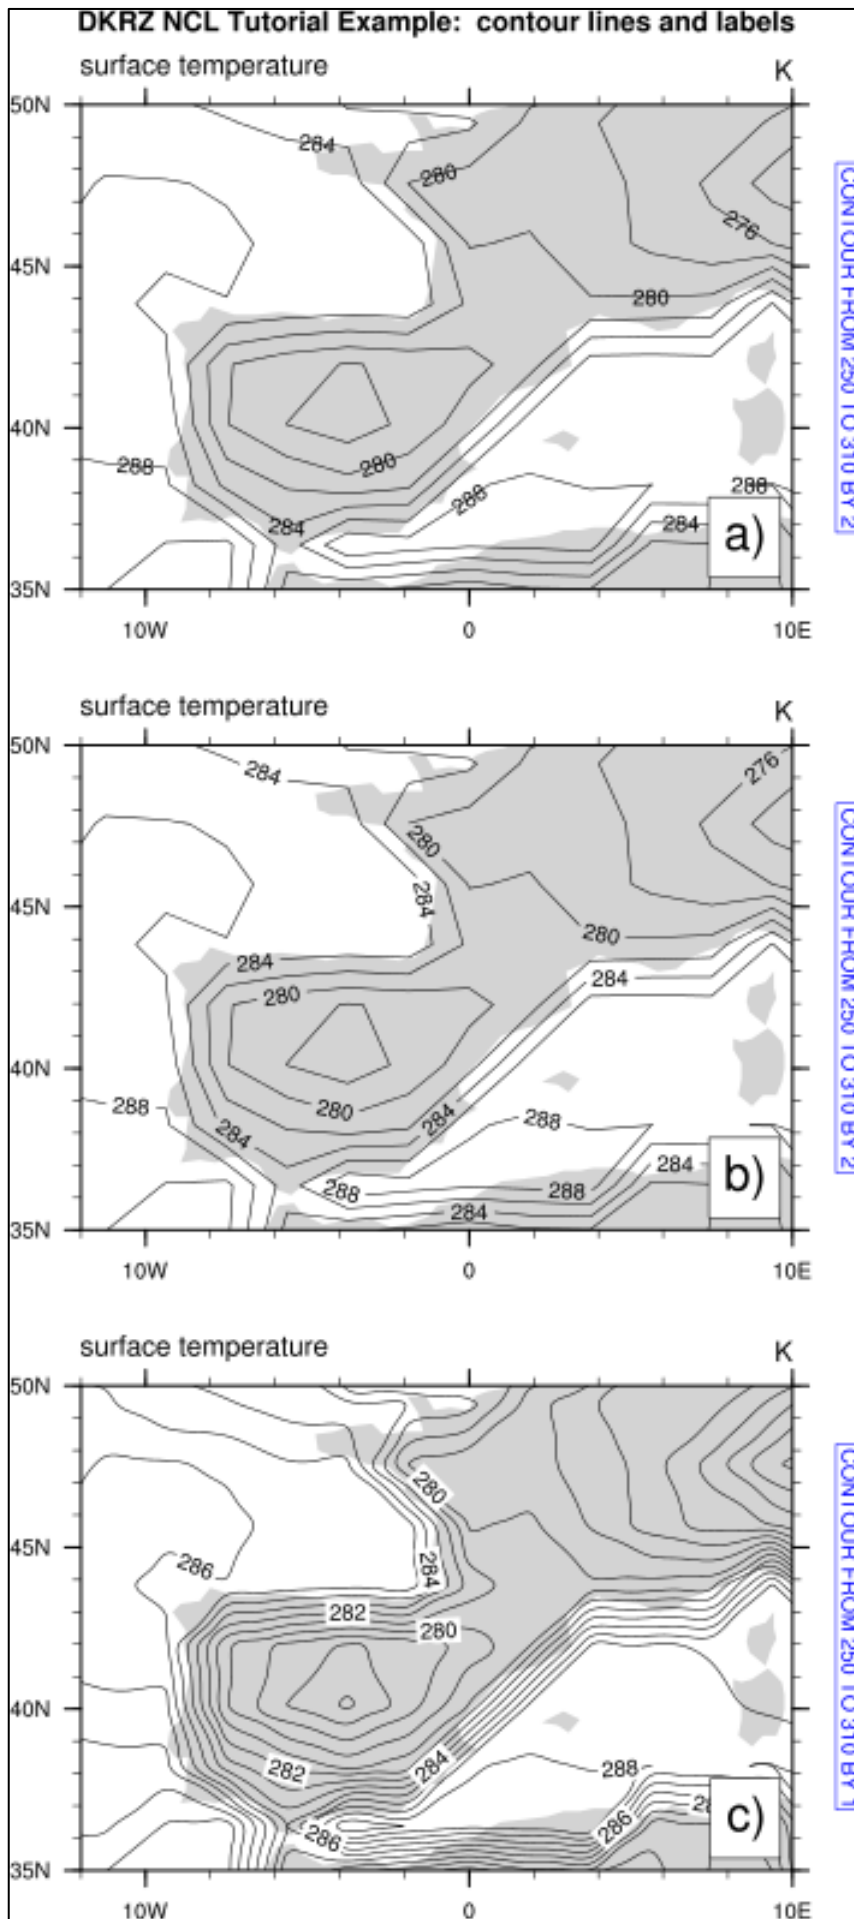 DKRZ NCL Tutorial Example:  contour lines and labels
surface temperature
K
50N
284
280
276
45N
280
40N
288
280
288
288
284
284
a)
35N
10W
0
10E
CONTOUR FROM 250 TO 310 BY 2
surface temperature
K
50N
284
276
280
284
45N
284
280
280
284
40N
288
280
284
284
288
284
288
288
284
b)
35N
10W
0
10E
CONTOUR FROM 250 TO 310 BY 2
surface temperature
K
50N
280
45N
286
284
282
280
40N
282
284
288
286
286
c)
35N
10W
0
10E
CONTOUR FROM 250 TO 310 BY 1